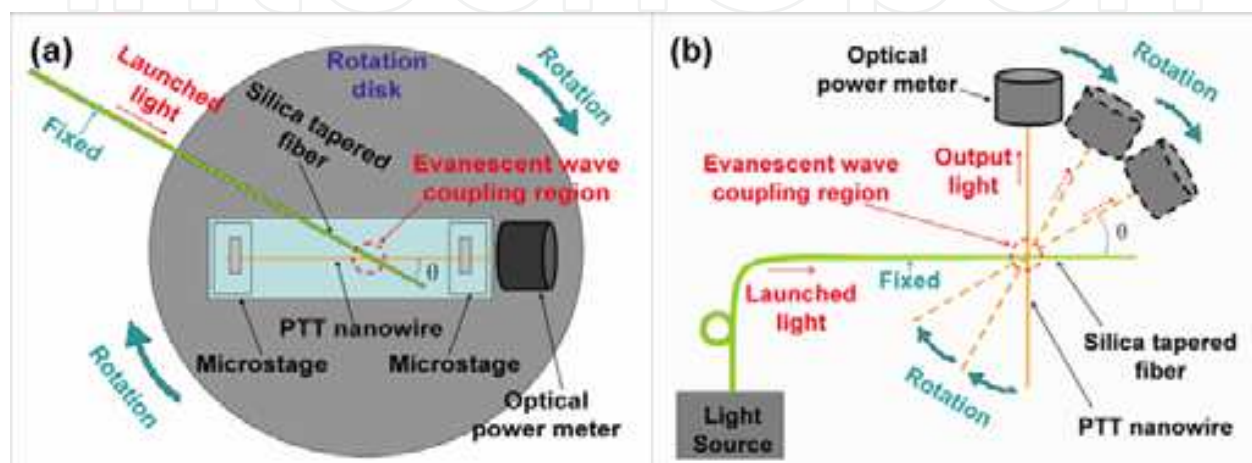 (a)
Launched
light
Fixed
Rotation
disk
Silica tapered
fiber
Rotation
Evanescent wave
coupling region
θ
PTT nanowire
Microstage
Microstage
Rotation
Optical
power meter
(b)
Optical
power meter
Rotation
Evanescent wave
coupling region
Output
light
θ
Fixed
Launched
light
Silica tapered
fiber
Rotation
PTT nanowire
Light
Source